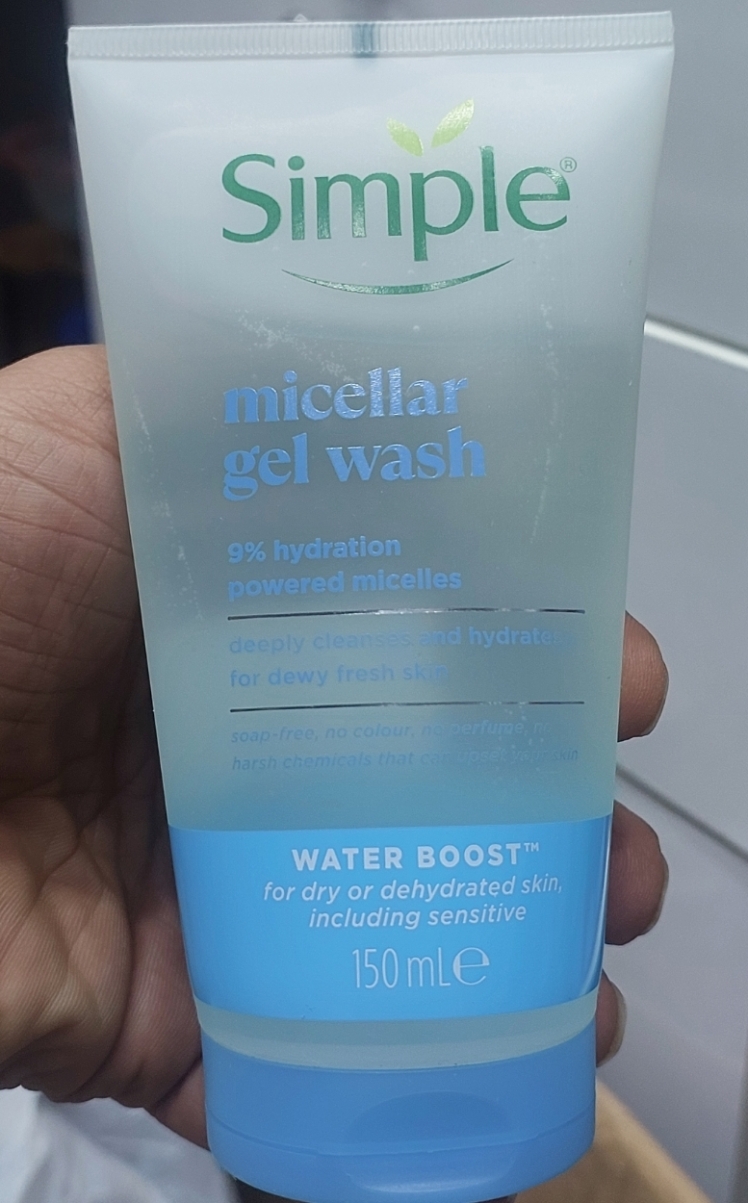 Simple®
micellar
gel wash
9% hydration
powered micelles
deeply cleanses and hydrates
for dewy fresh skin
soap-free, no colour, no perfume, no
harsh chemicals that can upset your skin
WATER BOOST™
for dry or dehydrated skin,
including sensitive
150 mL℮